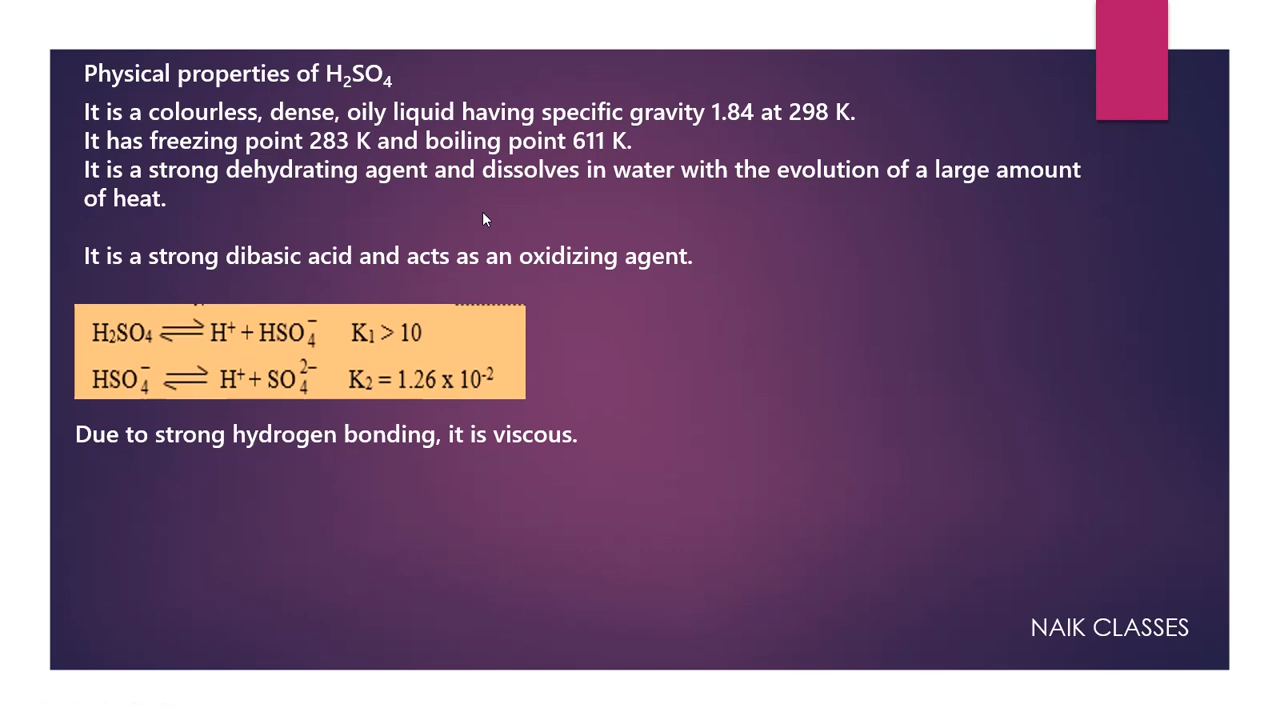 Physical properties of H₂SO₄
It is a colourless, dense, oily liquid having specific gravity 1.84 at 298 K.
It has freezing point 283 K and boiling point 611 K.
It is a strong dehydrating agent and dissolves in water with the evolution of a large amount
of heat.
It is a strong dibasic acid and acts as an oxidizing agent.
H₂SO₄ ⇌ H⁺ + HSO₄⁻ K₁ > 10
HSO₄⁻ ⇌ H⁺ + SO₄²⁻ K₂ = 1.26 x 10⁻²
Due to strong hydrogen bonding, it is viscous.
NAIK CLASSES